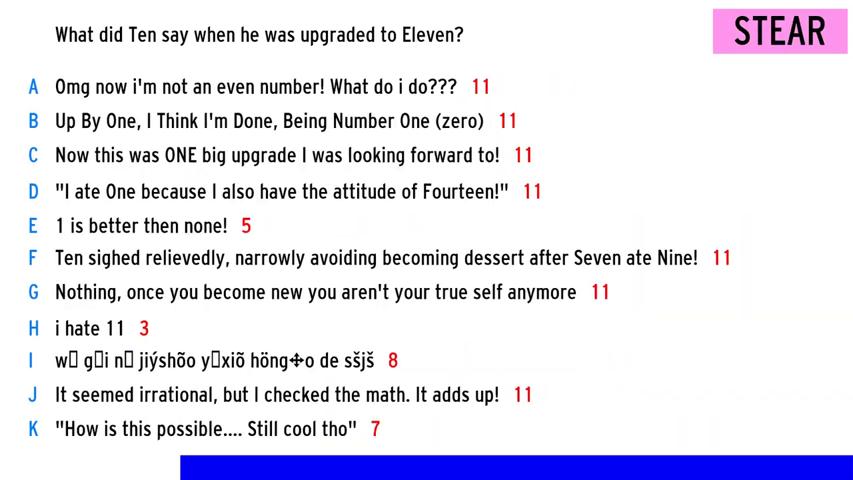 What did Ten say when he was upgraded to Eleven?
STEAR
A Omg now i'm not an even number! What do i do??? 11
B Up By One, I Think I'm Done, Being Number One (zero) 11
C Now this was ONE big upgrade I was looking forward to! 11
D "I ate One because I also have the attitude of Fourteen!" 11
E 1 is better then none! 5
F Ten sighed relievedly, narrowly avoiding becoming dessert after Seven ate Nine! 11
G Nothing, once you become new you aren't your true self anymore 11
H i hate 11 3
I w▯ g▯i n▯ jiýshõo y▯xiõ höng✣o de sšjš 8
J It seemed irrational, but I checked the math. It adds up! 11
K "How is this possible.... Still cool tho" 7